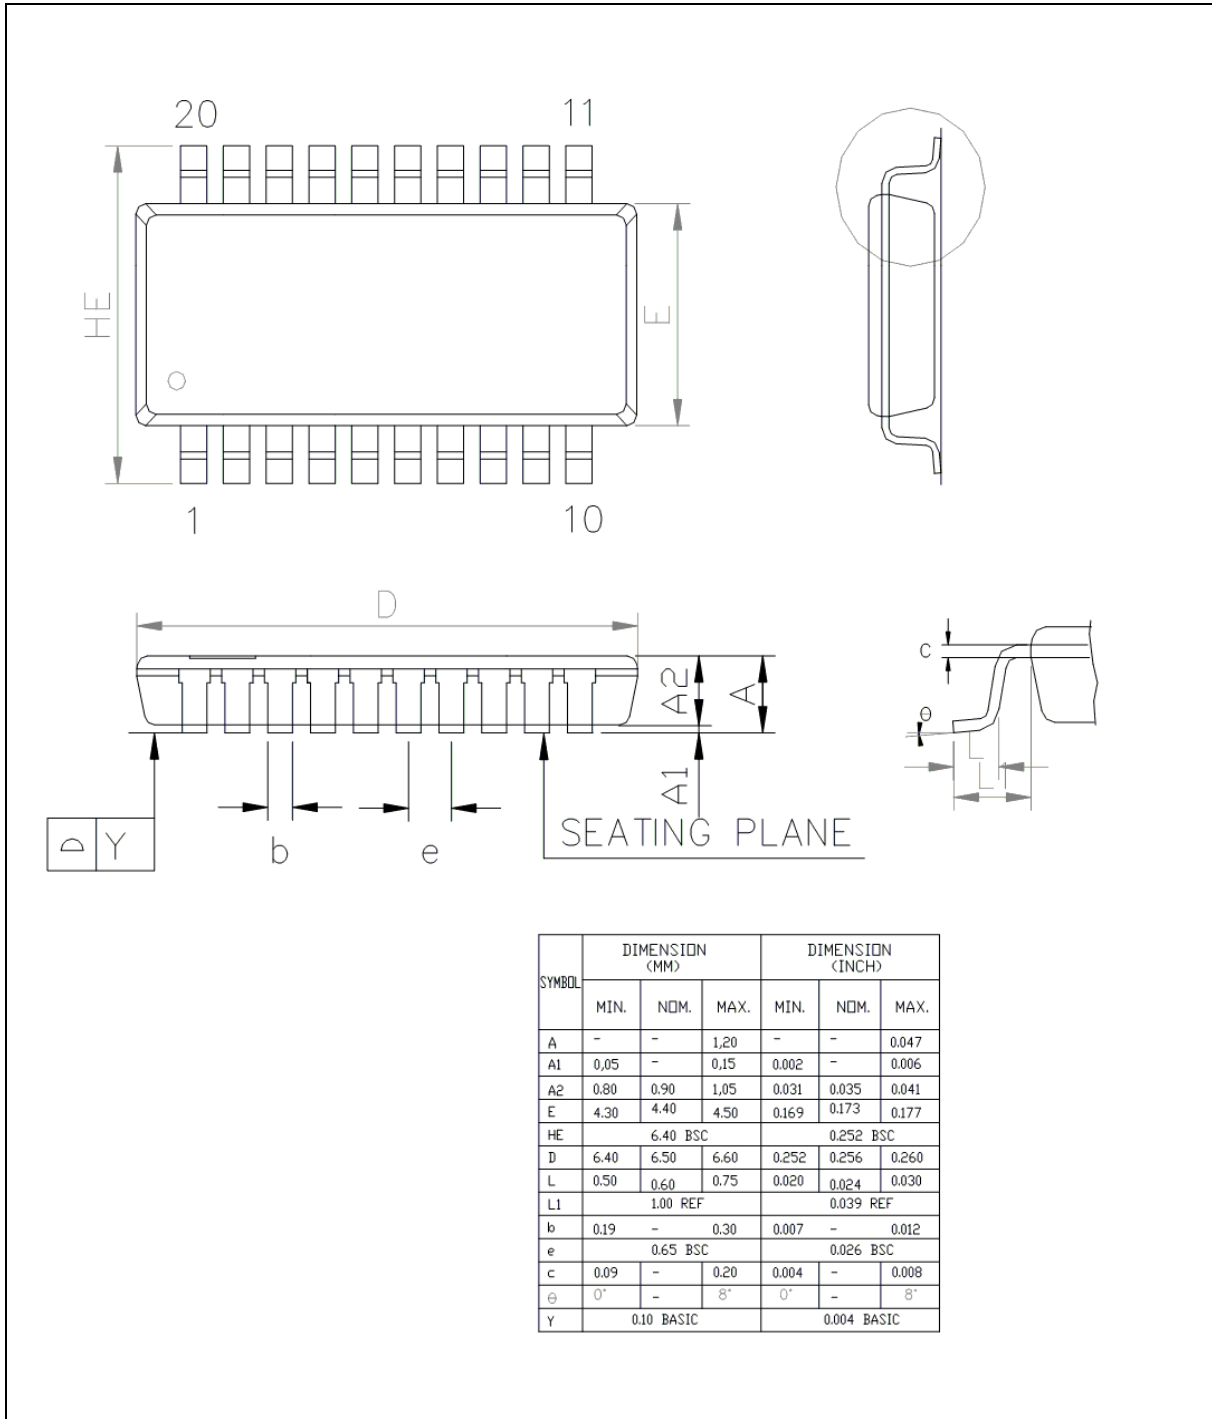 20 11
HE
E
1 10
D
A2
A
A1
c
θ
L
L
D Y
b
e
SEATING PLANE
SYMBOL DIMENSION (MM) DIMENSION (INCH)
MIN. NOM. MAX. MIN. NOM. MAX.
A - - 1,20 - - 0.047
A1 0,05 - 0,15 0.002 - 0.006
A2 0.80 0.90 1,05 0.031 0.035 0.041
E 4.30 4.40 4.50 0.169 0.173 0.177
HE 6.40 BSC 0.252 BSC
D 6.40 6.50 6.60 0.252 0.256 0.260
L 0.50 0.60 0.75 0.020 0.024 0.030
L1 1.00 REF 0.039 REF
b 0.19 - 0.30 0.007 - 0.012
e 0.65 BSC 0.026 BSC
c 0.09 - 0.20 0.004 - 0.008
θ 0° - 8° 0° - 8°
Y 0.10 BASIC 0.004 BASIC